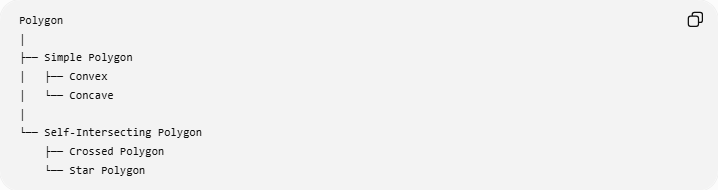 Polygon
│
├── Simple Polygon
│   ├── Convex
│   └── Concave
│
└── Self-Intersecting Polygon
    ├── Crossed Polygon
    └── Star Polygon